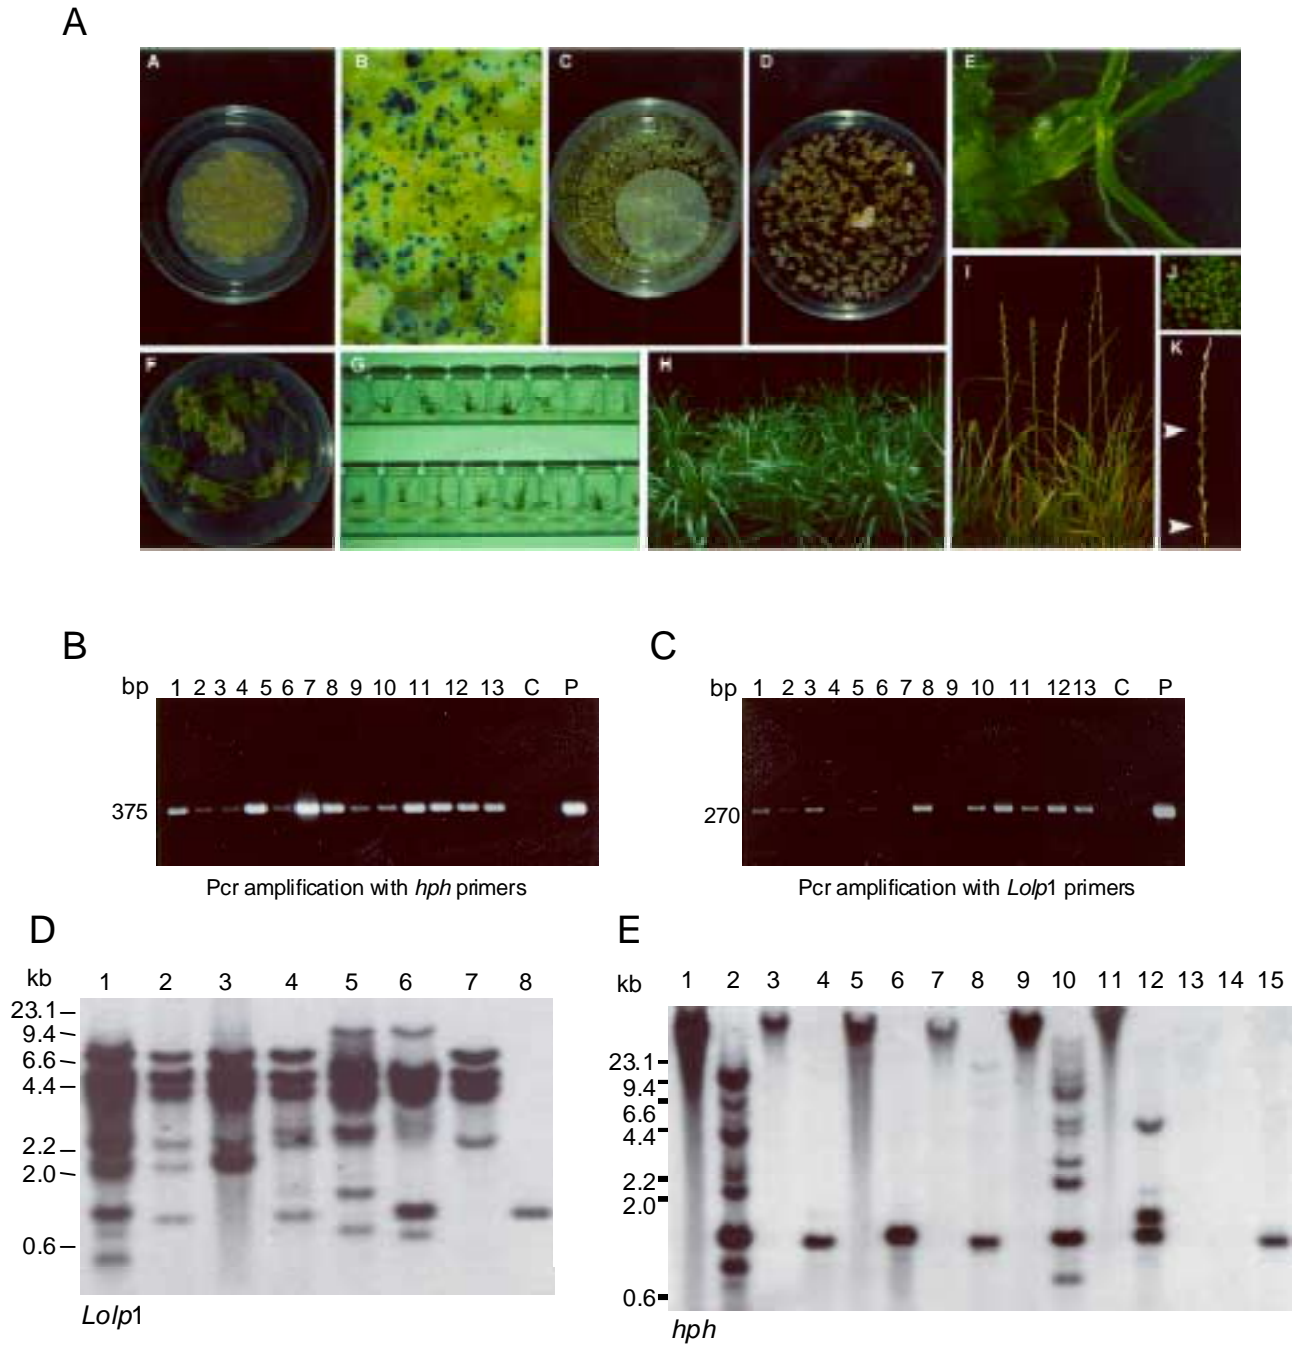 A
A B C D E
I J
K
F G H
B
bp 1 2 3 4 5 6 7 8 9 10 11 12 13 C P
375
Pcr amplification with hph primers
C
bp 1 2 3 4 5 6 7 8 9 10 11 12 13 C P
270
Pcr amplification with Lolp1 primers
D
kb 1 2 3 4 5 6 7 8
23.1
9.4
6.6
4.4
2.2
2.0
0.6
Lolp1
E
kb 1 2 3 4 5 6 7 8 9 10 11 12 13 14 15
23.1
9.4
6.6
4.4
2.2
2.0
0.6
hph